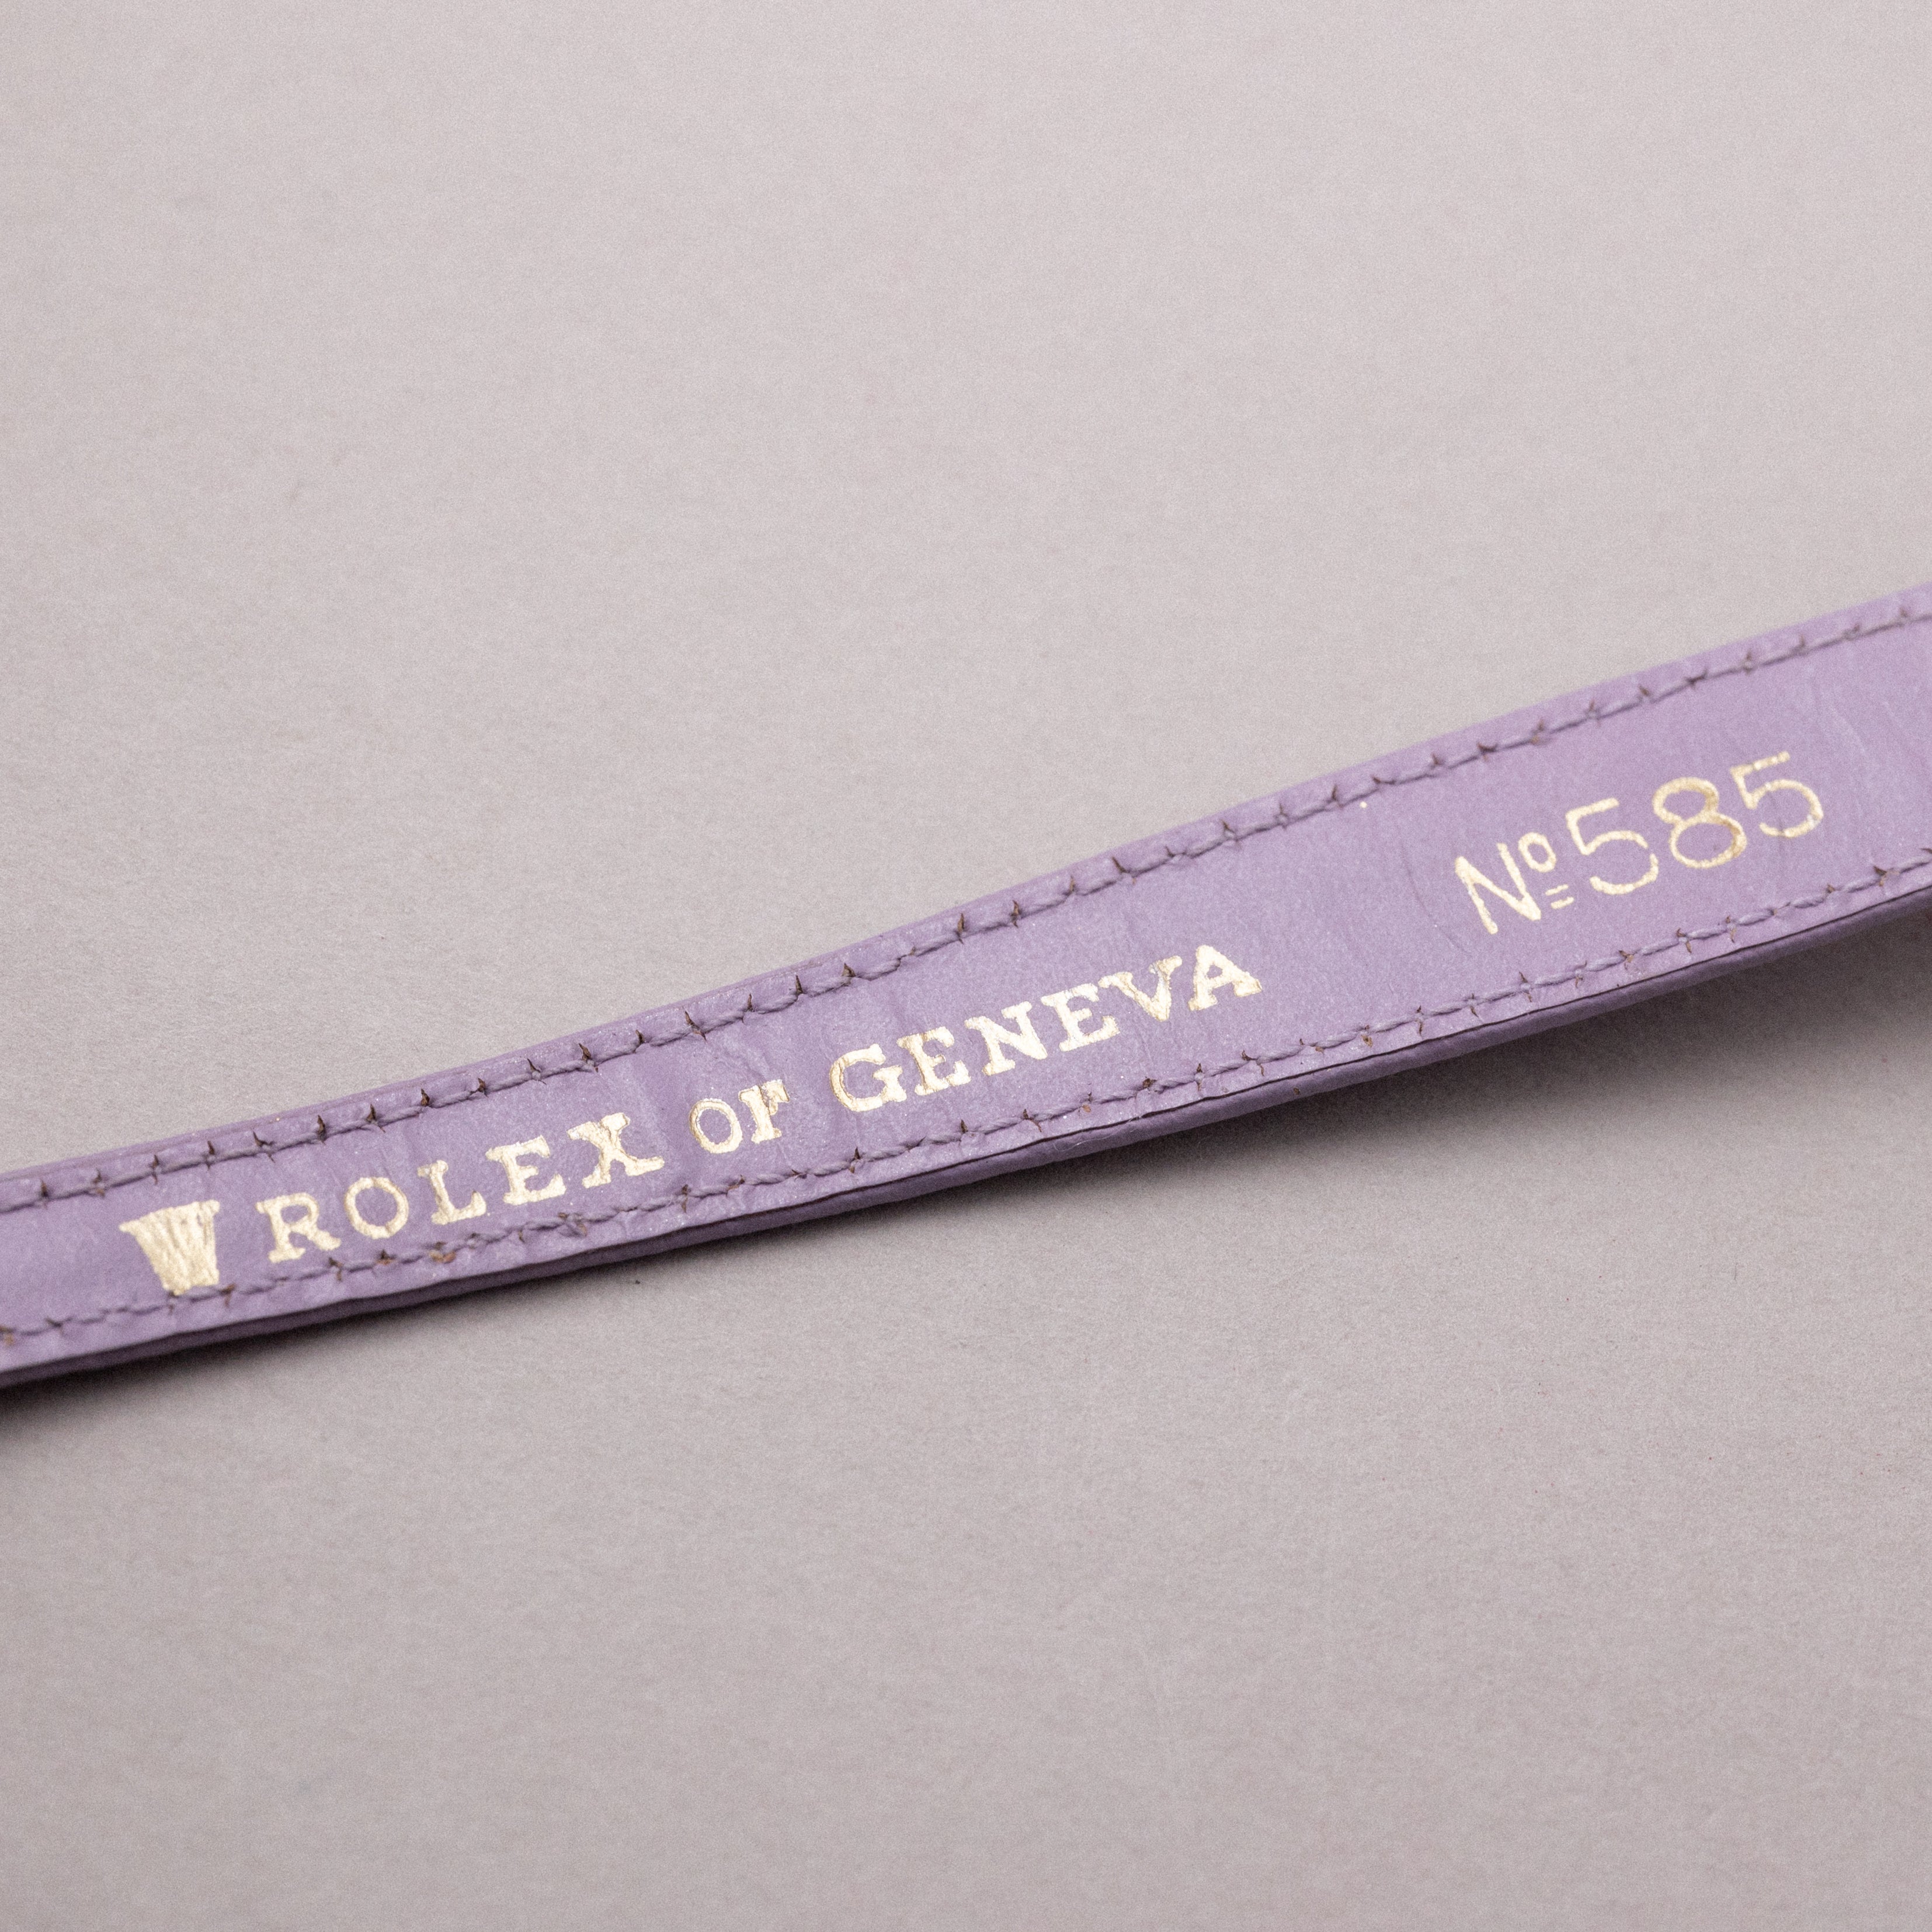 ROLEX OF GENEVA Nº585